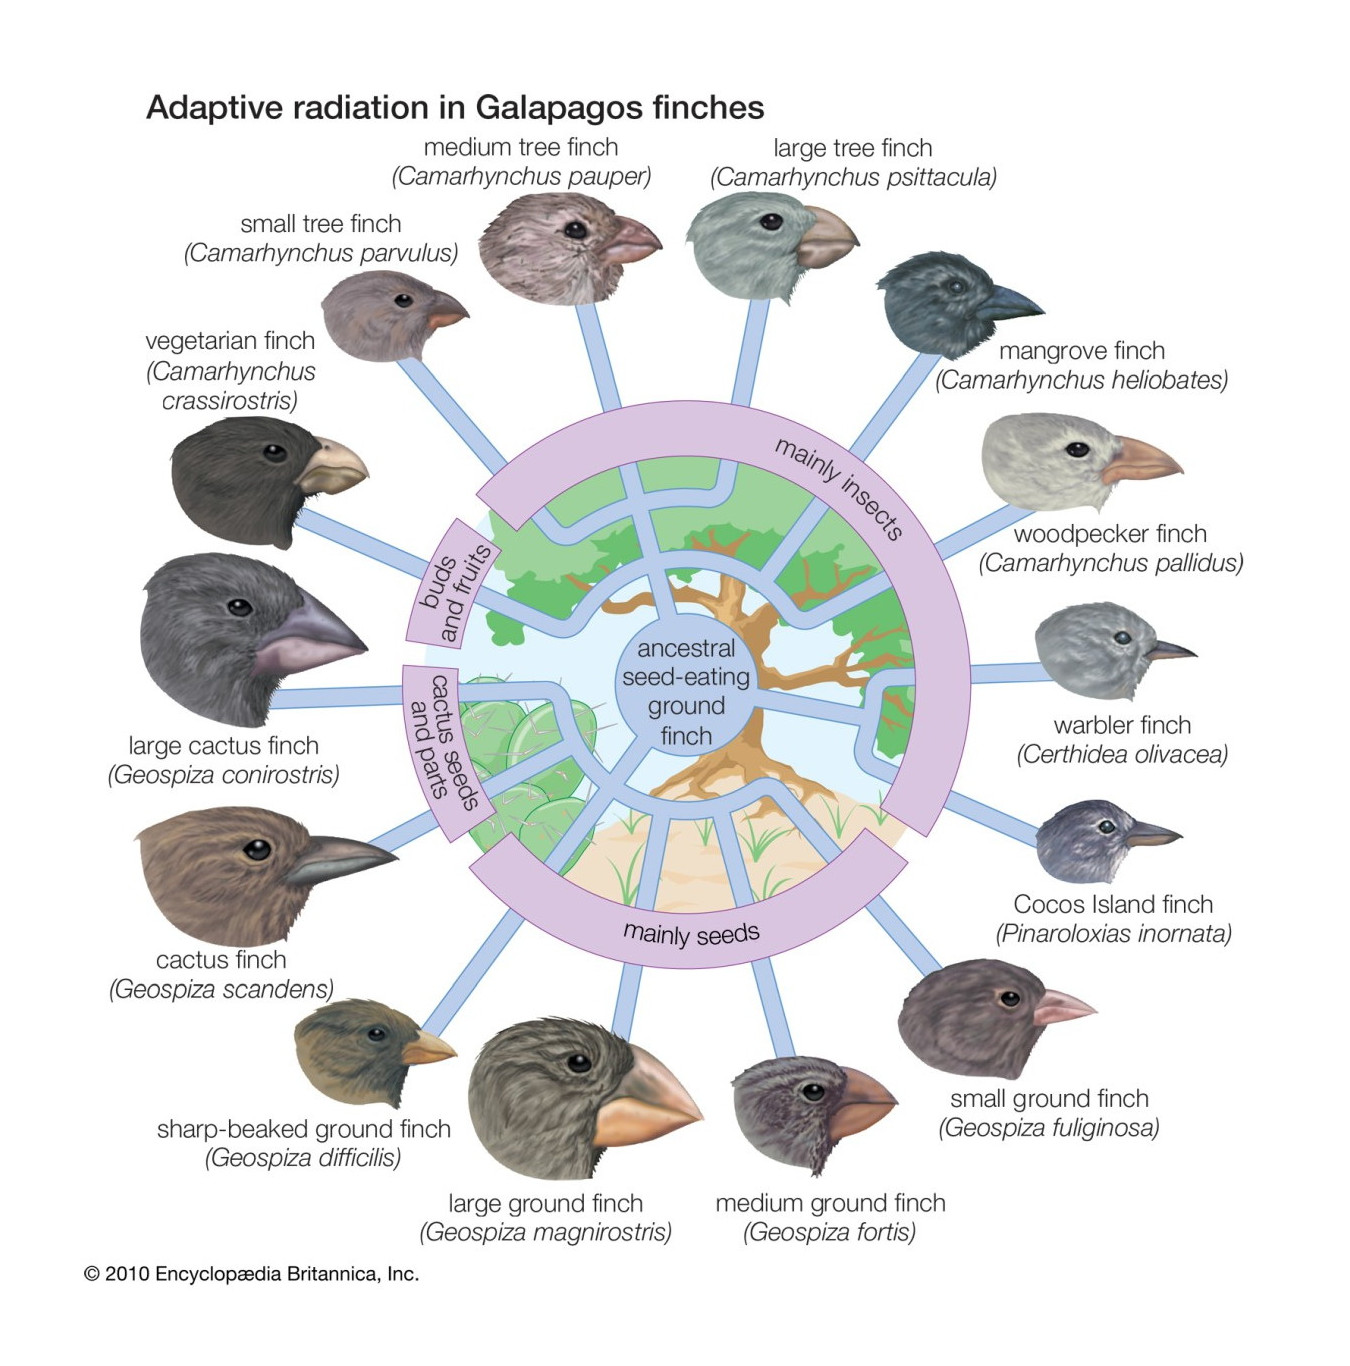 Adaptive radiation in Galapagos finches
medium tree finch
(Camarhynchus pauper)
large tree finch
(Camarhynchus psittacula)
small tree finch
(Camarhynchus parvulus)
mangrove finch
(Camarhynchus heliobates)
vegetarian finch
(Camarhynchus
crassirostris)
woodpecker finch
(Camarhynchus pallidus)
mainly insects
buds
and fruits
ancestral
seed-eating
ground
finch
cactus seeds
and parts
mainly seeds
large cactus finch
(Geospiza conirostris)
warbler finch
(Certhidea olivacea)
cactus finch
(Geospiza scandens)
Cocos Island finch
(Pinaroloxias inornata)
sharp-beaked ground finch
(Geospiza difficilis)
small ground finch
(Geospiza fuliginosa)
large ground finch
(Geospiza magnirostris)
medium ground finch
(Geospiza fortis)
© 2010 Encyclopædia Britannica, Inc.